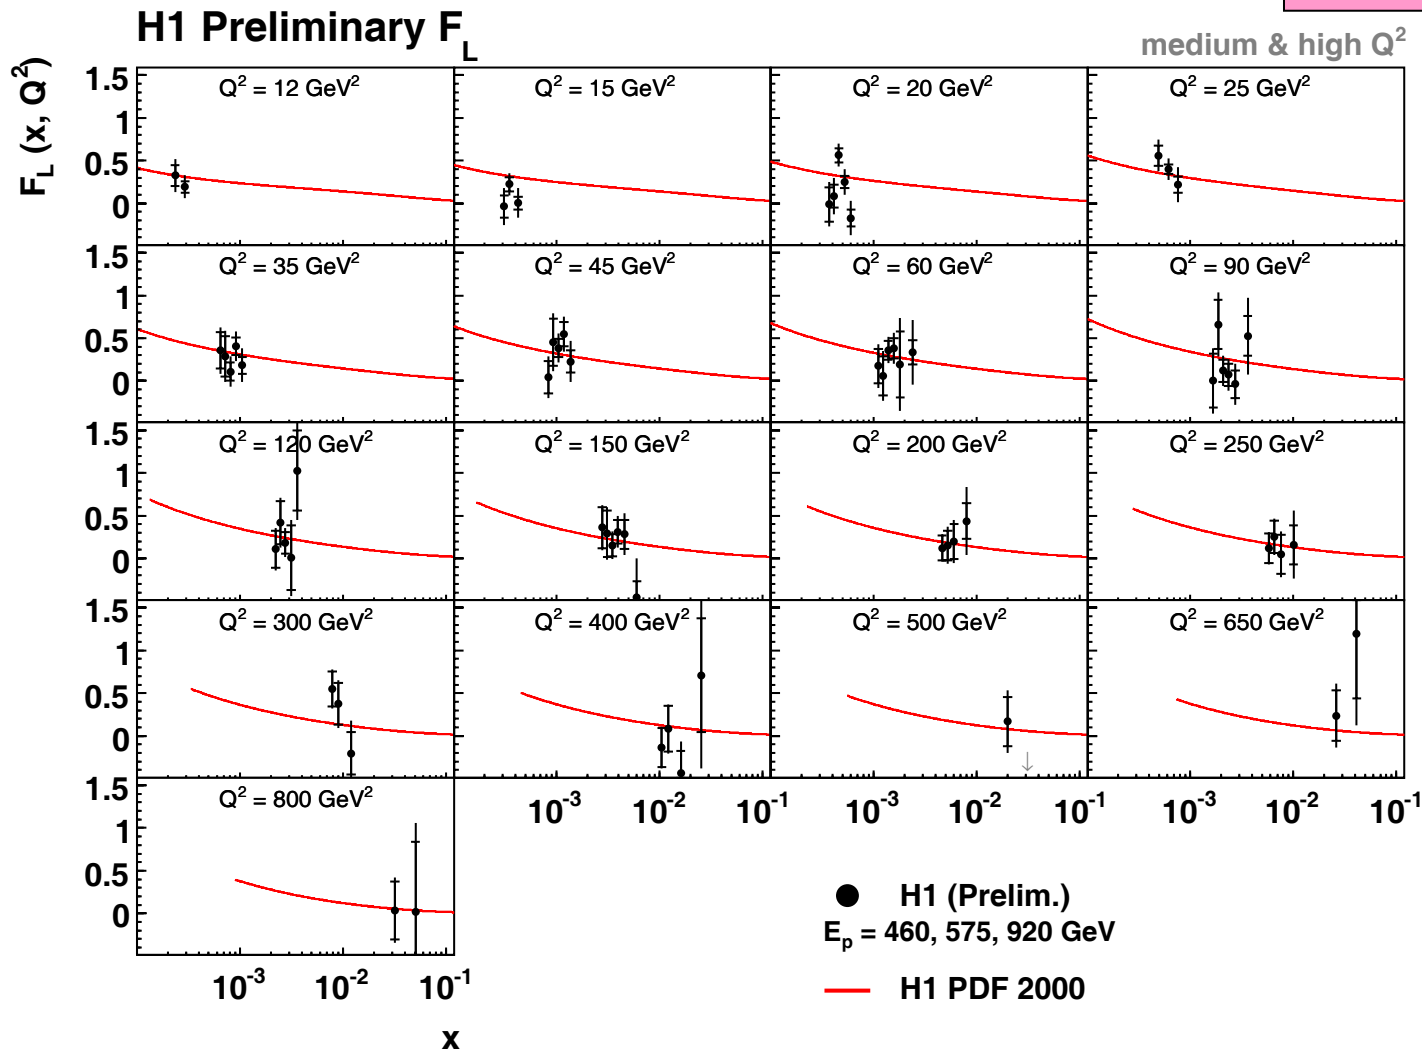 H1 Preliminary F_L
medium & high Q²
F_L (x, Q²)
1.5
1
0.5
0
Q² = 12 GeV²
Q² = 15 GeV²
Q² = 20 GeV²
Q² = 25 GeV²
1.5
1
0.5
0
Q² = 35 GeV²
Q² = 45 GeV²
Q² = 60 GeV²
Q² = 90 GeV²
1.5
1
0.5
0
Q² = 120 GeV²
Q² = 150 GeV²
Q² = 200 GeV²
Q² = 250 GeV²
1.5
1
0.5
0
Q² = 300 GeV²
Q² = 400 GeV²
Q² = 500 GeV²
Q² = 650 GeV²
10⁻³ 10⁻² 10⁻¹ 10⁻³ 10⁻² 10⁻¹ 10⁻³ 10⁻² 10⁻¹
1.5
1
0.5
0
Q² = 800 GeV²
10⁻³ 10⁻² 10⁻¹
x
H1 (Prelim.)
E_p = 460, 575, 920 GeV
H1 PDF 2000